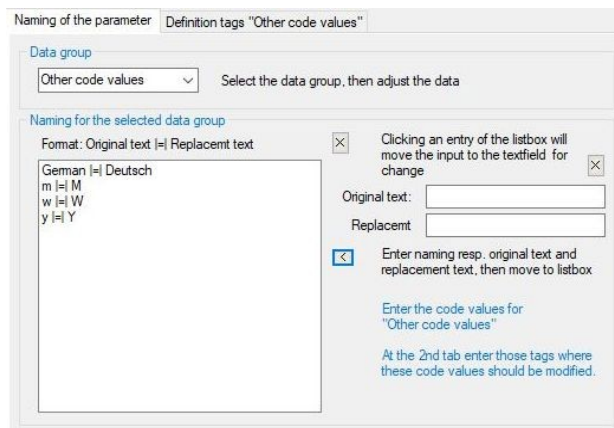 Naming of the parameter
Definition tags "Other code values"
Data group
Other code values
Select the data group, then adjust the data
Naming for the selected data group
Format: Original text |=| Replacemt text
X
Clicking an entry of the listbox will
move the input to the textfield for
change
X
German |=| Deutsch
m |=| M
w |=| W
y |=| Y
Original text:
Replacemt
<
Enter naming resp. original text and
replacement text, then move to listbox
Enter the code values for
"Other code values"
At the 2nd tab enter those tags where
these code values should be modified.